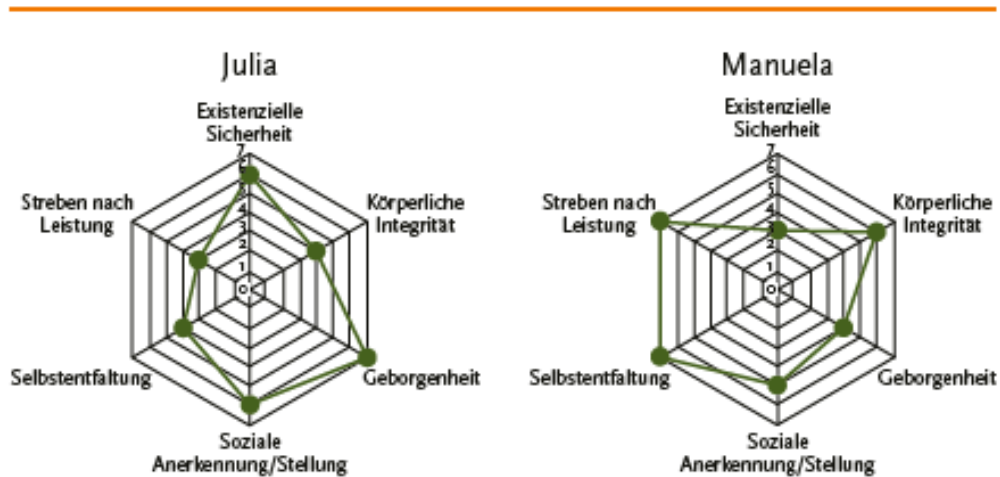 Julia
Existenzielle
Sicherheit
7
6
5
4
3
2
1
0
Körperliche
Integrität
Geborgenheit
Soziale
Anerkennung/Stellung
Selbstentfaltung
Streben nach
Leistung
Manuela
Existenzielle
Sicherheit
7
6
5
4
3
2
1
0
Körperliche
Integrität
Geborgenheit
Soziale
Anerkennung/Stellung
Selbstentfaltung
Streben nach
Leistung